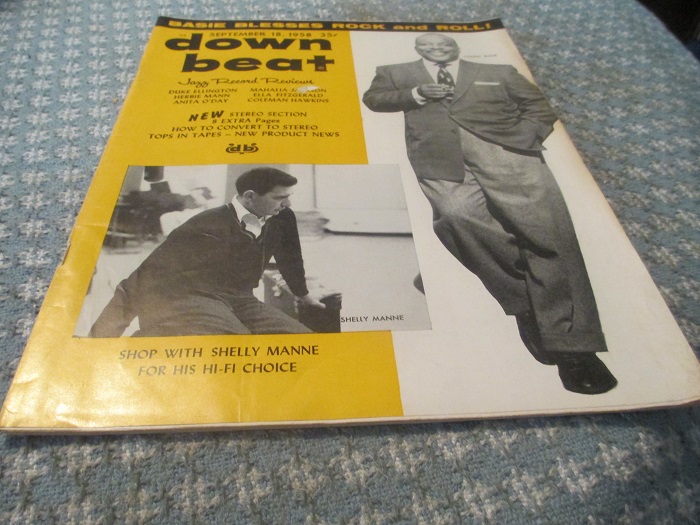 BASIE BLESSES ROCK and ROLL!
SEPTEMBER 18, 1958 35¢
down
beat
Jazz Record Reviews
DUKE ELLINGTON
HERBIE MANN
ANITA O'DAY
MAHALIA
ELLA FITZGERALD
COLEMAN HAWKINS
NEW STEREO SECTION
8 EXTRA Pages
HOW TO CONVERT TO STEREO
TOPS IN TAPES — NEW PRODUCT NEWS
db
SHELLY MANNE
SHOP WITH SHELLY MANNE
FOR HIS HI-FI CHOICE